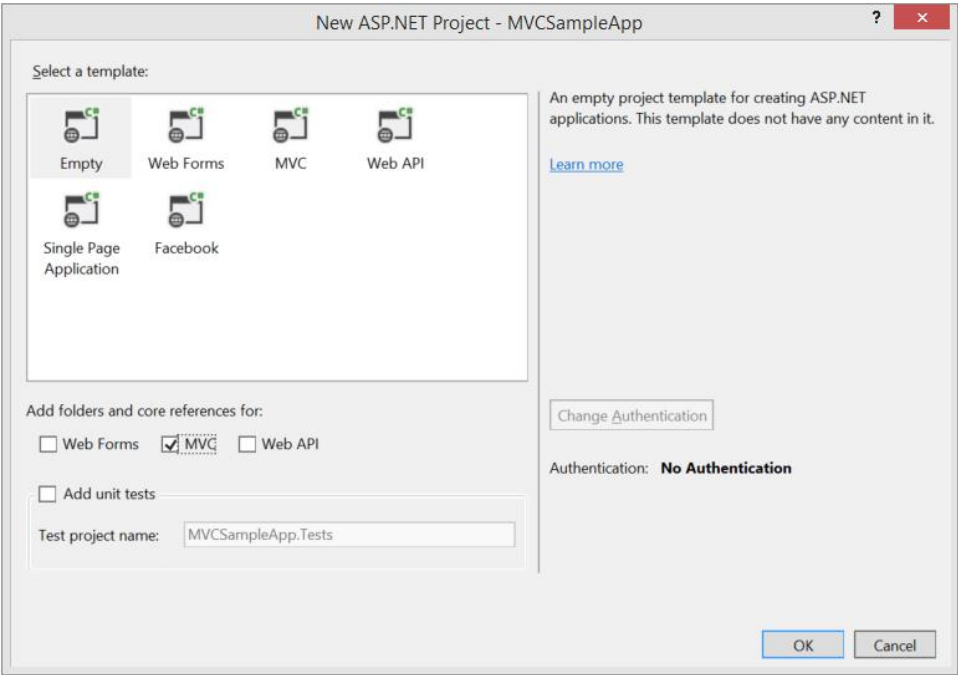 New ASP.NET Project - MVCSampleApp
? ×
Select a template:
C#
C#
C#
C#
Empty
Web Forms
MVC
Web API
C#
C#
Single Page
Application
Facebook
An empty project template for creating ASP.NET
applications. This template does not have any content in it.
Learn more
Add folders and core references for:
Web Forms
MVC
Web API
Add unit tests
Test project name:
MVCSampleApp.Tests
Change Authentication
Authentication: No Authentication
OK
Cancel